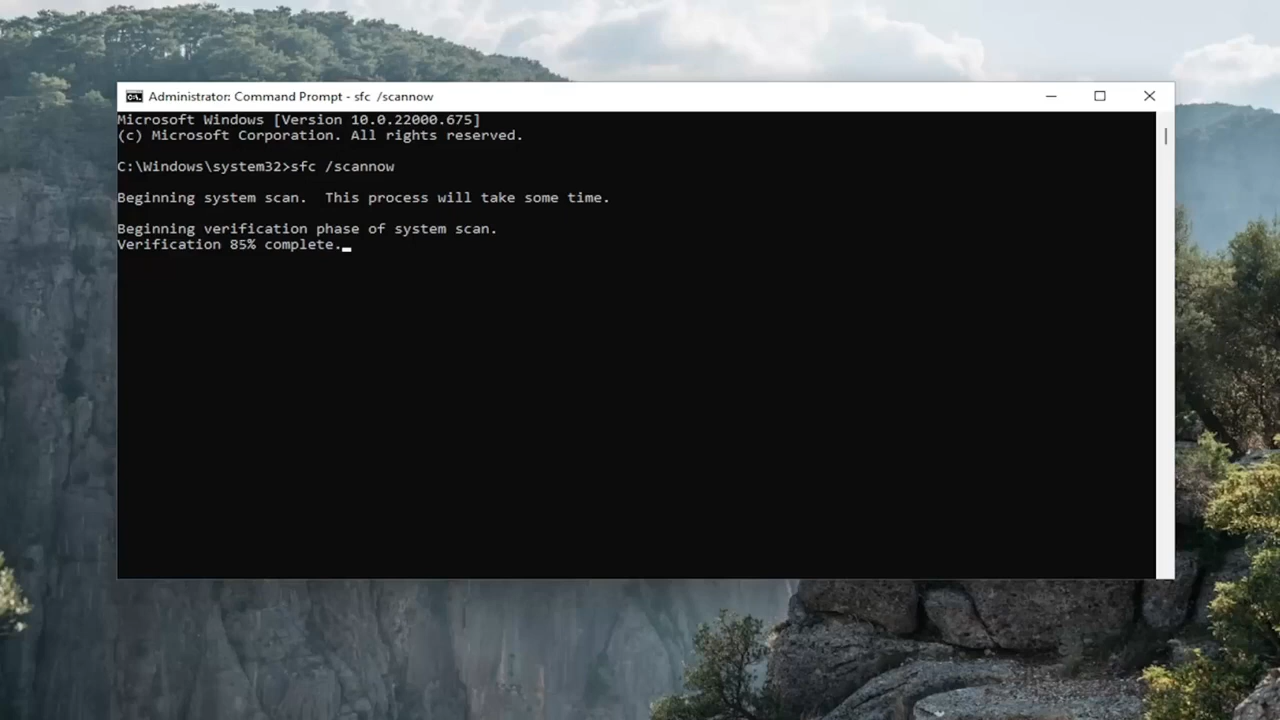 Administrator: Command Prompt - sfc  /scannow
Microsoft Windows [Version 10.0.22000.675]
(c) Microsoft Corporation. All rights reserved.
C:\Windows\system32>sfc /scannow
Beginning system scan.  This process will take some time.
Beginning verification phase of system scan.
Verification 85% complete.